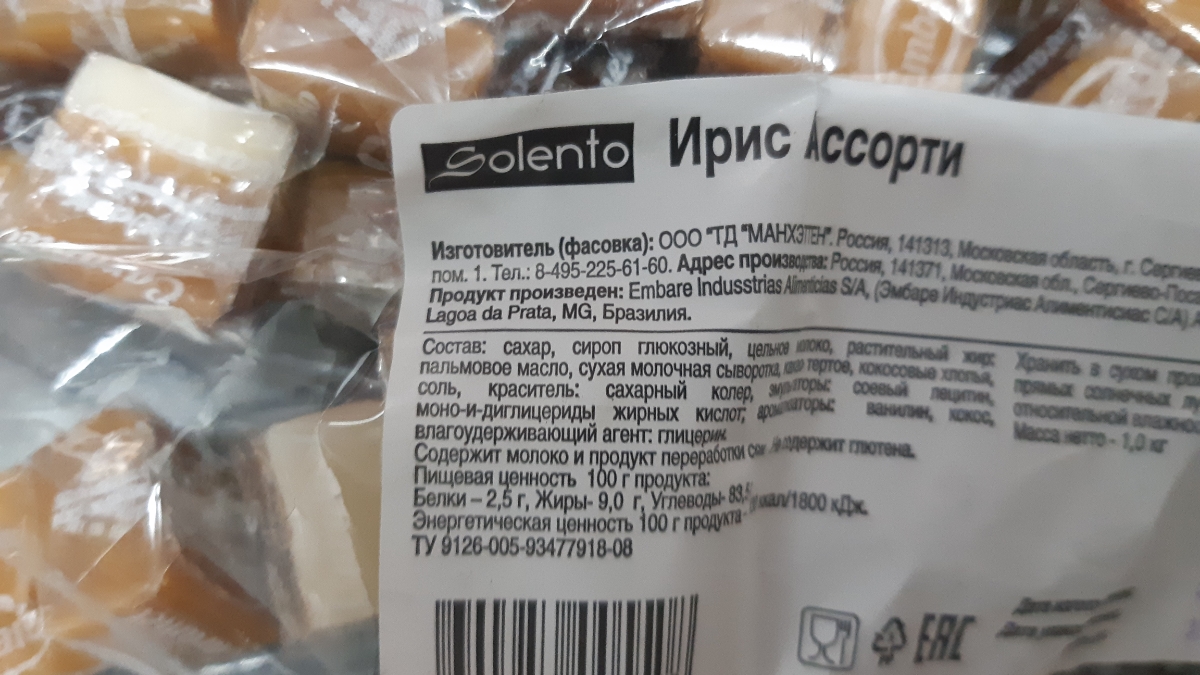 Solento Ирис Ассорти
Изготовитель (фасовка): ООО "ТД "МАНХЭТЕН". Россия, 141313, Московская область, г.
пом. 1. Тел.: 8-495-225-61-60. Адрес производства: Россия, 141371, Московская обл.,
Продукт произведен: Embare Indusstrias S/A, (Эмбаре Индустриас Алиментисиас С/А)
Lagoa da Prata, MG, Бразилия.
Состав: сахар, сироп глюкозный, цельное молоко, растительный жир:
пальмовое масло, сухая молочная сыворотка, какао тертое, кокосовые хлопья,
соль, краситель: сахарный колер, эмульгаторы: соевый лецитин,
моно-и-диглицериды жирных кислот, ароматизаторы: ванилин, кокос,
влагоудерживающий агент: глицерин
Содержит молоко и продукт переработки сои. Не содержит глютена.
Пищевая ценность 100 г продукта:
Белки – 2,5 г, Жиры- 9,0 г, Углеводы- 83,5
Энергетическая ценность 100 г продукта - ккал/1800 кДж.
ТУ 9126-005-93477918-08
Хранить в сухом
прямых солнечных
относительной
Масса нетто - 1,0 кг
EAC